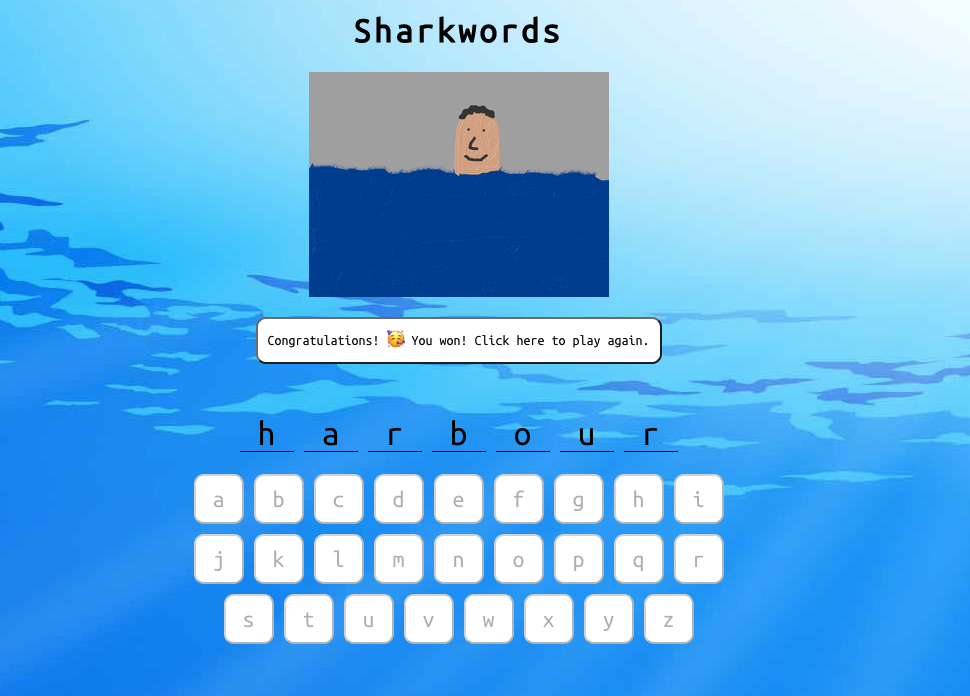 Sharkwords
Congratulations! 🥳 You won! Click here to play again.
h a r b o u r
a b c d e f g h i
j k l m n o p q r
s t u v w x y z